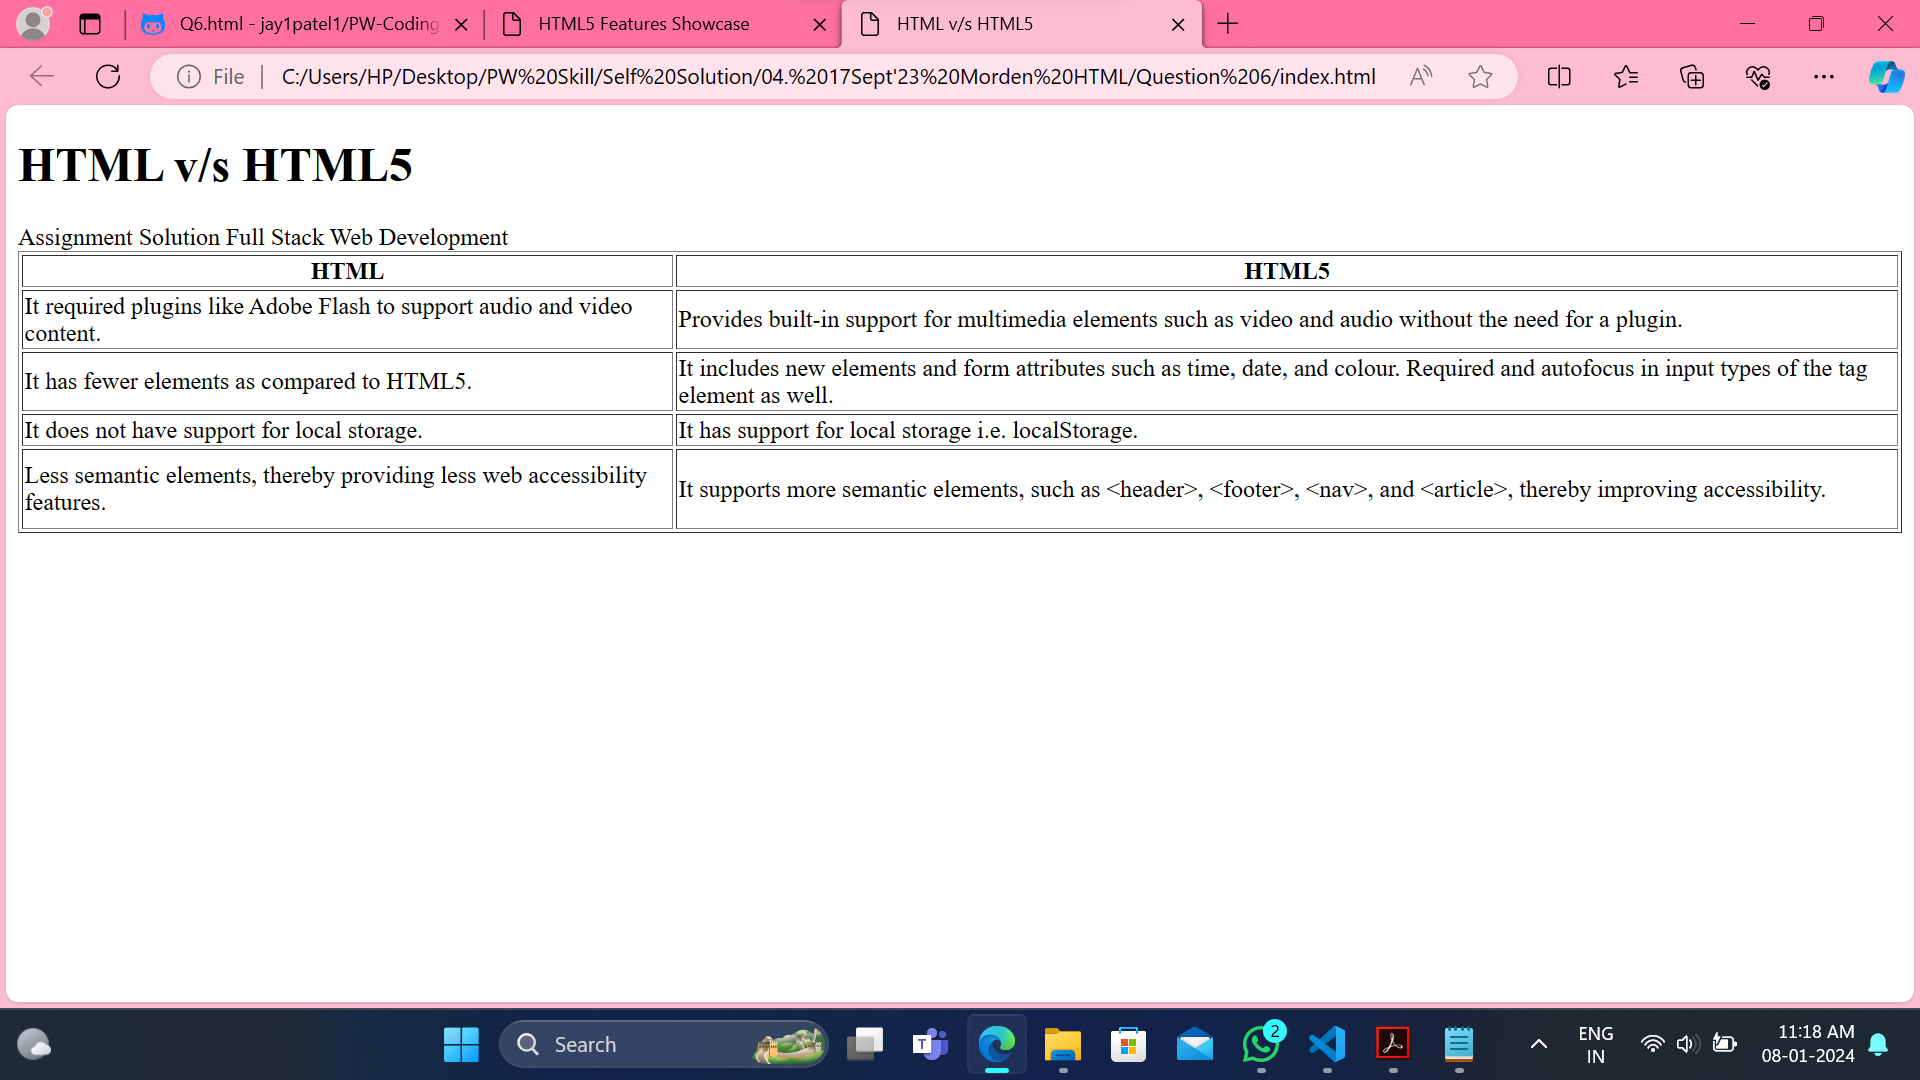 Q6.html - jay1patel1/PW-Coding
HTML5 Features Showcase
HTML v/s HTML5
File
C:/Users/HP/Desktop/PW%20Skill/Self%20Solution/04.%2017Sept'23%20Morden%20HTML/Question%206/index.html
HTML v/s HTML5
Assignment Solution Full Stack Web Development
HTML
HTML5
It required plugins like Adobe Flash to support audio and video
content.
Provides built-in support for multimedia elements such as video and audio without the need for a plugin.
It has fewer elements as compared to HTML5.
It includes new elements and form attributes such as time, date, and colour. Required and autofocus in input types of the tag
element as well.
It does not have support for local storage.
It has support for local storage i.e. localStorage.
Less semantic elements, thereby providing less web accessibility
features.
It supports more semantic elements, such as <header>, <footer>, <nav>, and <article>, thereby improving accessibility.
Search
T
2
ENG
IN
11:18 AM
08-01-2024